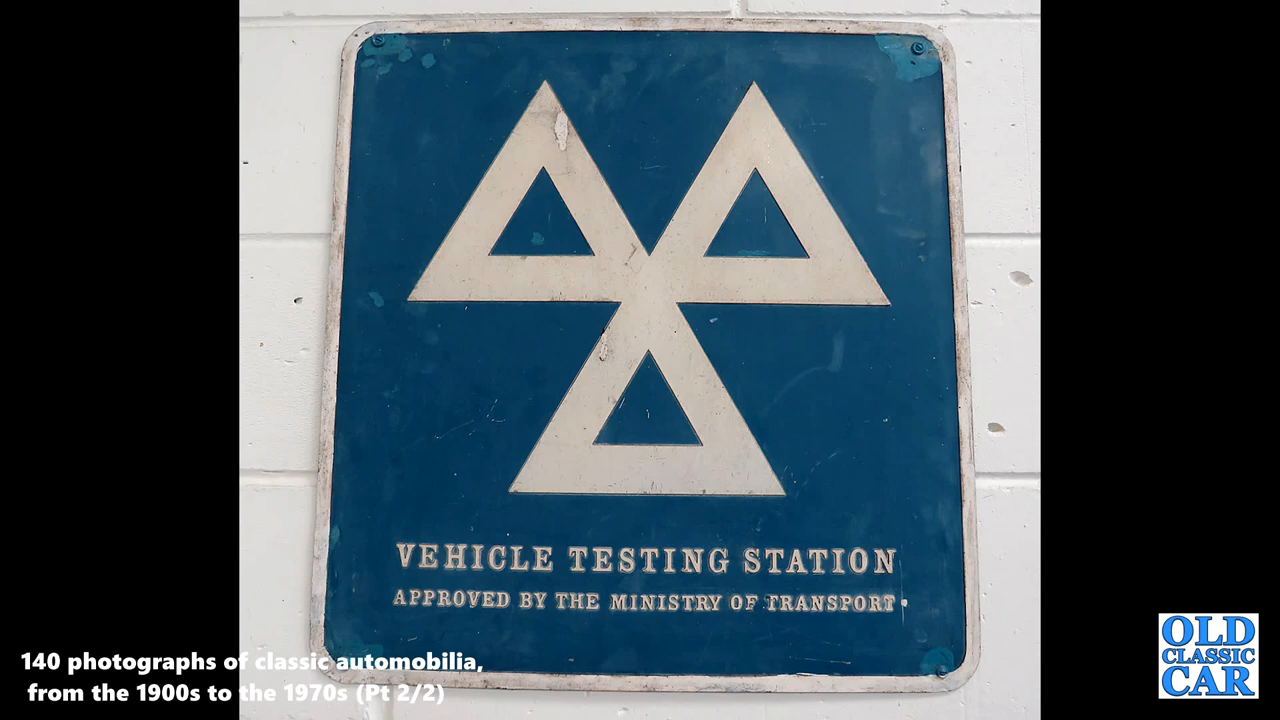 VEHICLE TESTING STATION
APPROVED BY THE MINISTRY OF TRANSPORT
140 photographs of classic automobilia,
from the 1900s to the 1970s (Pt 2/2)
OLD
CLASSIC
CAR